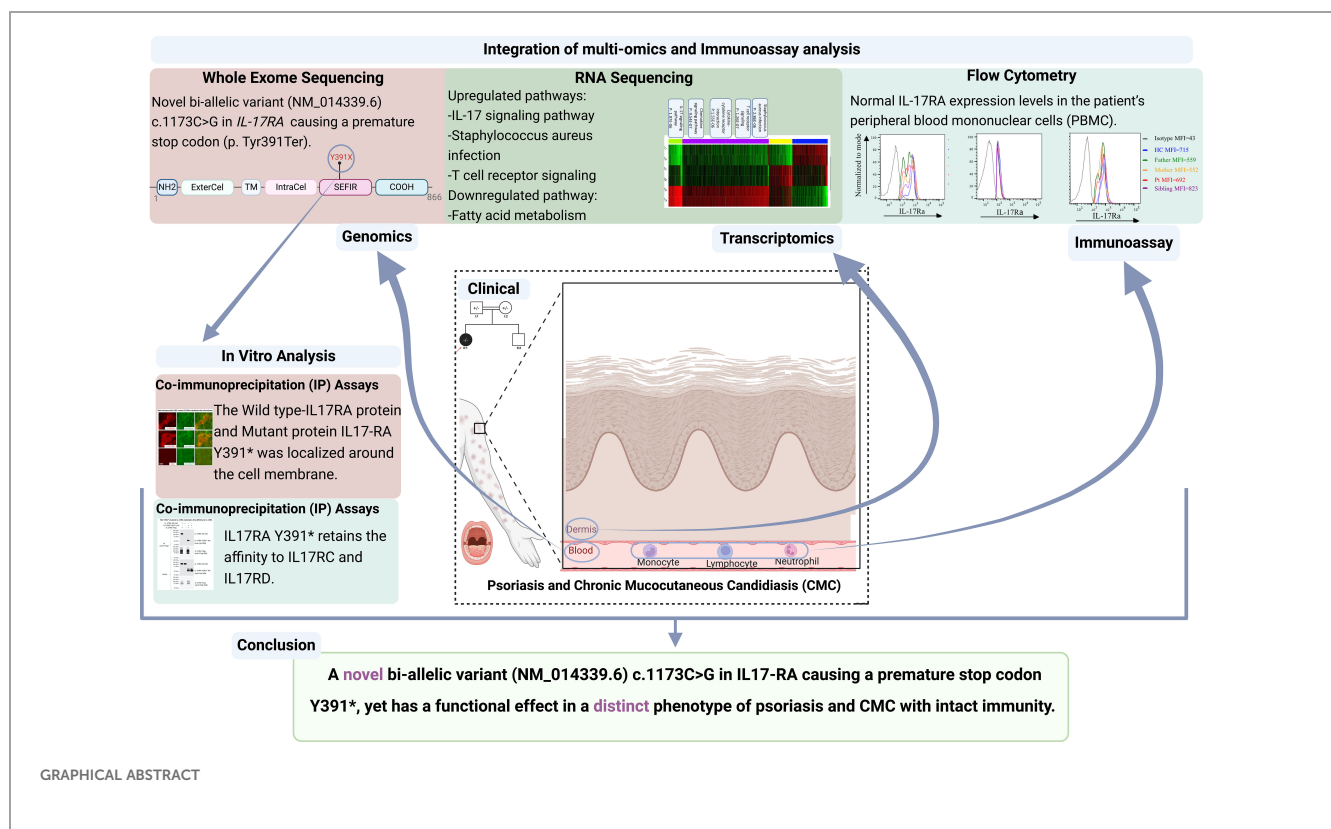 Integration of multi-omics and Immunoassay analysis
Whole Exome Sequencing
Novel bi-allelic variant (NM_014339.6)
c.1173C>G in IL-17RA causing a premature
stop codon (p. Tyr391Ter).
Y391X
NH2 ExterCel TM IntraCel SEFIR COOH
1 866
RNA Sequencing
Upregulated pathways:
-IL-17 signaling pathway
-Staphylococcus aureus
infection
-T cell receptor signaling
Downregulated pathway:
-Fatty acid metabolism
Flow Cytometry
Normal IL-17RA expression levels in the patient's
peripheral blood mononuclear cells (PBMC).
Normalized to mode
IL-17Ra
IL-17Ra
IL-17Ra
Isotype MFI=43
HC MFI=715
Father MFI=559
Mother MFI=552
Pt MFI=692
Sibling MFI=823
Genomics
Transcriptomics
Immunoassay
Clinical
+/- +/-
Dermis
Blood
Monocyte
Lymphocyte
Neutrophil
Psoriasis and Chronic Mucocutaneous Candidiasis (CMC)
In Vitro Analysis
Co-immunoprecipitation (IP) Assays
The Wild type-IL17RA protein
and Mutant protein IL17-RA
Y391* was localized around
the cell membrane.
Co-immunoprecipitation (IP) Assays
IL17RA Y391* retains the
affinity to IL17RC and
IL17RD.
Conclusion
A novel bi-allelic variant (NM_014339.6) c.1173C>G in IL17-RA causing a premature stop codon
Y391*, yet has a functional effect in a distinct phenotype of psoriasis and CMC with intact immunity.
GRAPHICAL ABSTRACT